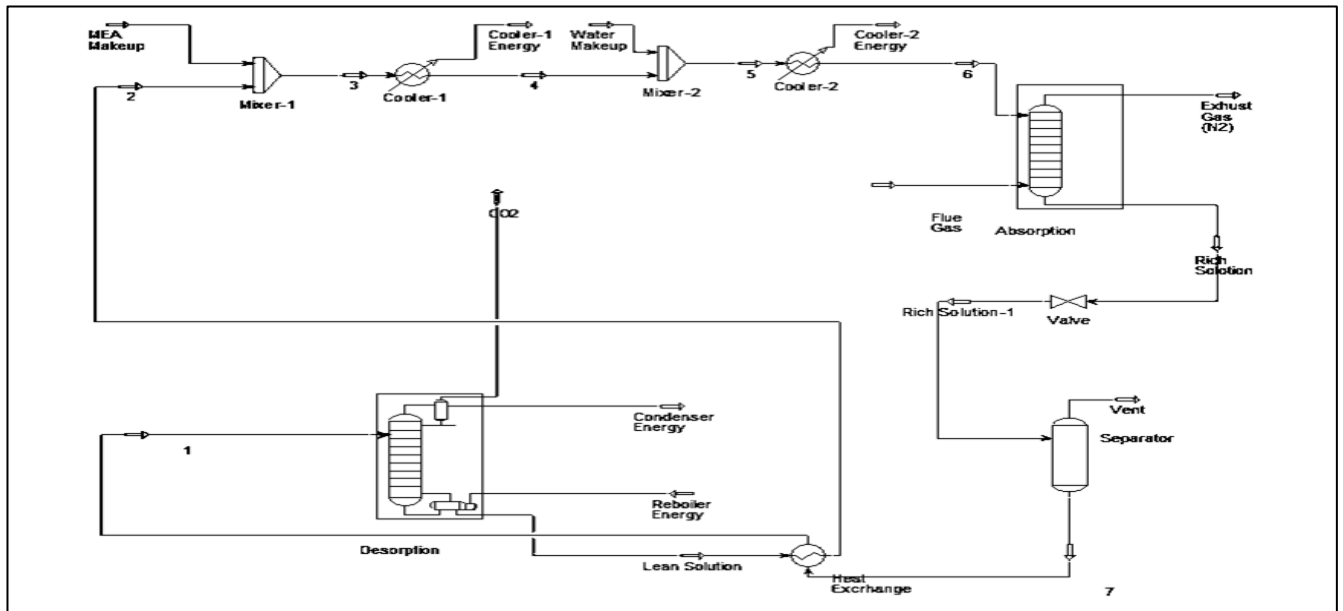 MEA
Makeup
Cooler-1
Energy
Water
Makeup
Cooler-2
Energy
2
Mixer-1
3
Cooler-1
4
Mixer-2
5
Cooler-2
6
Exhust
Gas
(N2)
CO2
Flue
Gas
Absorption
Rich
Solotion
Rich Solution-1
Valve
Condenser
Energy
Vent
Separator
1
Reboiler
Energy
Desorption
Lean Solution
Heat
Excrhange
7